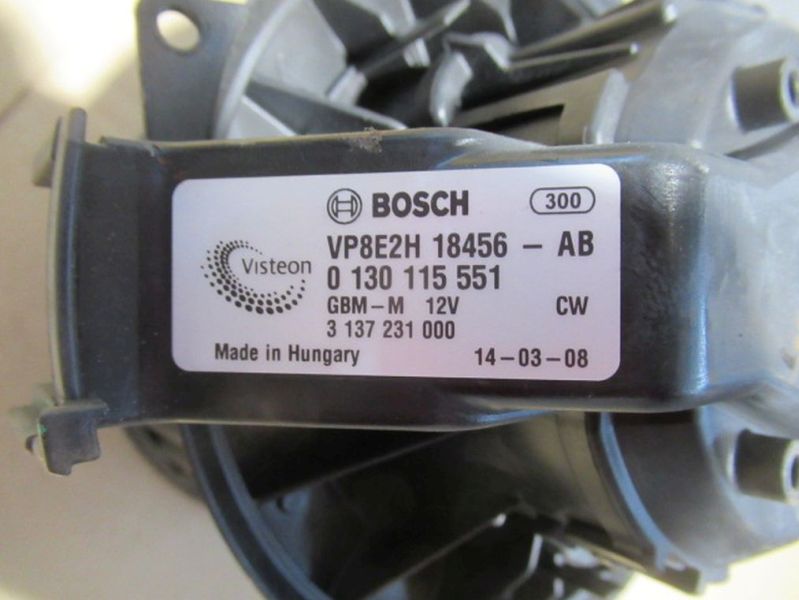 BOSCH 300
Visteon
VP8E2H 18456 - AB
0 130 115 551
GBM-M 12V CW
3 137 231 000
Made in Hungary 14-03-08